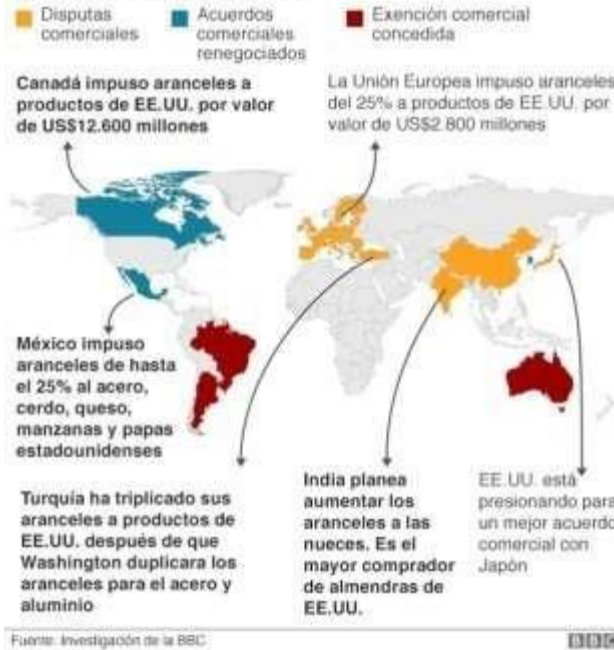 Disputas
comerciales
Acuerdos
comerciales
renegociados
Exención comercial
concedida
Canadá impuso aranceles a
productos de EE.UU. por valor
de US$12.600 millones
La Unión Europea impuso aranceles
del 25% a productos de EE.UU. por
valor de US$2.800 millones
México impuso
aranceles de hasta
el 25% al acero,
cerdo, queso,
manzanas y papas
estadounidenses
Turquía ha triplicado sus
aranceles a productos de
EE.UU. después de que
Washington duplicara los
aranceles para el acero y
aluminio
India planea
aumentar los
aranceles a las
nueces. Es el
mayor comprador
de almendras de
EE.UU.
EE.UU. está
presionando para
un mejor acuerdo
comercial con
Japón
Fuente: Investigación de la BBC
BBC